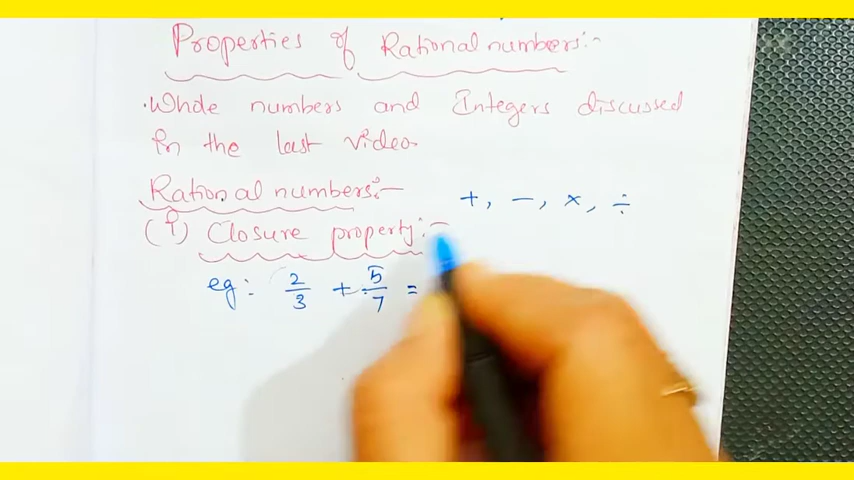 Properties of Rational numbers:-
.Whole numbers and Integers discussed
in the last video.
Rational numbers:-
+, -, ×, ÷
(i) Closure property:-
eg: 2/3 + 5/7 =